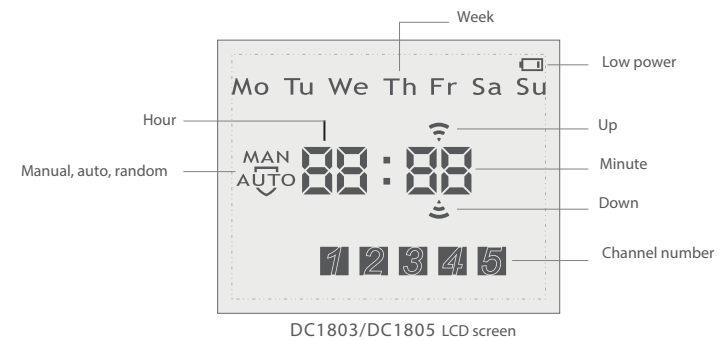 Week
Low power
Mo Tu We Th Fr Sa Su
Hour
Up
MAN
88:88
Minute
Manual, auto, random
AUTO
Down
1 2 3 4 5
Channel number
DC1803/DC1805 LCD screen